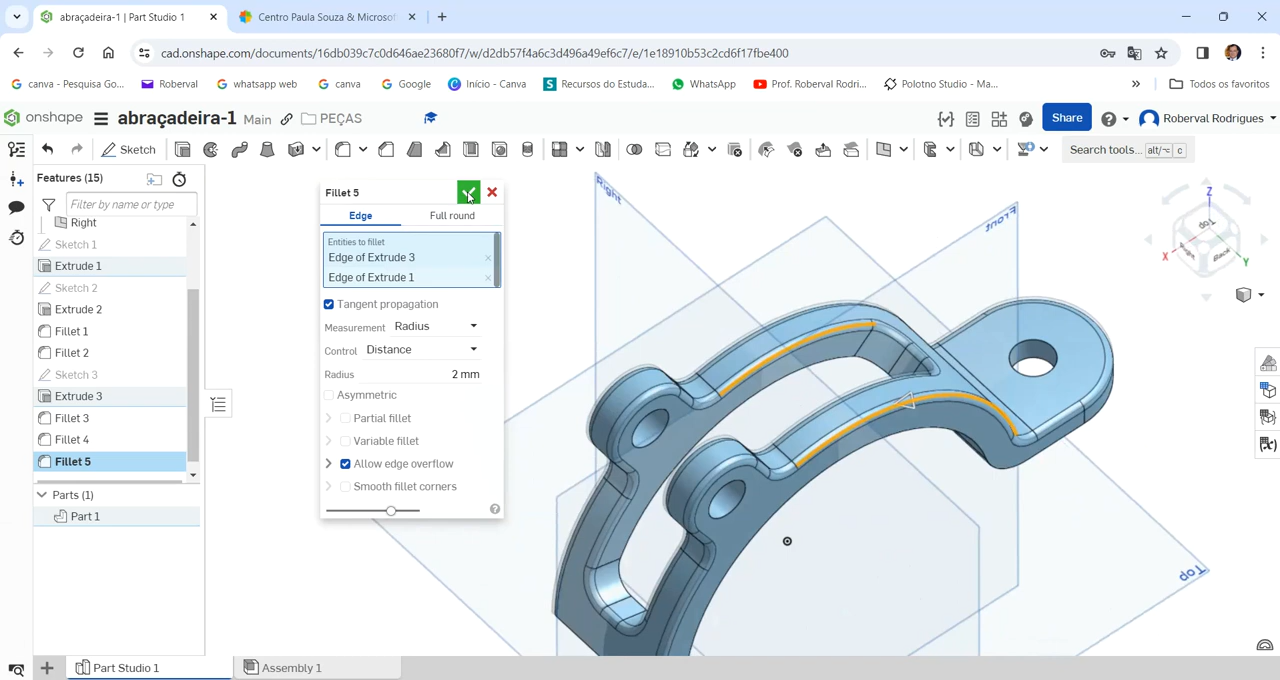 abraçadeira-1 | Part Studio 1
Centro Paula Souza & Microsof
cad.onshape.com/documents/16db039c7c0d646ae23680f7/w/d2db57f4a6c3d496a49ef6c7/e/1e18910b53c2cd6f17fbe400
canva - Pesquisa Go...
Roberval
whatsapp web
canva
Google
Início - Canva
Recursos do Estuda...
WhatsApp
Prof. Roberval Rodri...
Polotno Studio - Ma...
»
Todos os favoritos
onshape
abraçadeira-1 Main
PEÇAS
Share
Roberval Rodrigues
Sketch
Search tools... alt/⌥ c
Features (15)
Filter by name or type
Right
Sketch 1
Extrude 1
Sketch 2
Extrude 2
Fillet 1
Fillet 2
Sketch 3
Extrude 3
Fillet 3
Fillet 4
Fillet 5
Parts (1)
Part 1
Fillet 5
Edge
Full round
Entities to fillet
Edge of Extrude 3
Edge of Extrude 1
Tangent propagation
Measurement Radius
Control Distance
Radius 2 mm
Asymmetric
Partial fillet
Variable fillet
Allow edge overflow
Smooth fillet corners
Right
Front
Top
Z
Top
Right
Back
X
Y
Part Studio 1
Assembly 1